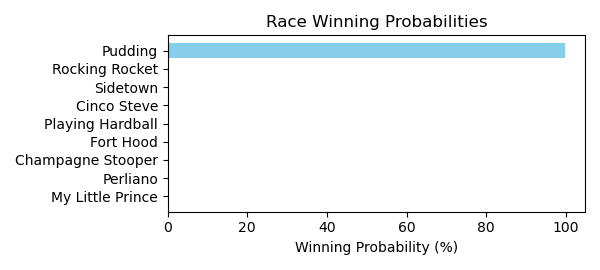 Race Winning Probabilities
Pudding
Rocking Rocket
Sidetown
Cinco Steve
Playing Hardball
Fort Hood
Champagne Stooper
Perliano
My Little Prince
0 20 40 60 80 100
Winning Probability (%)